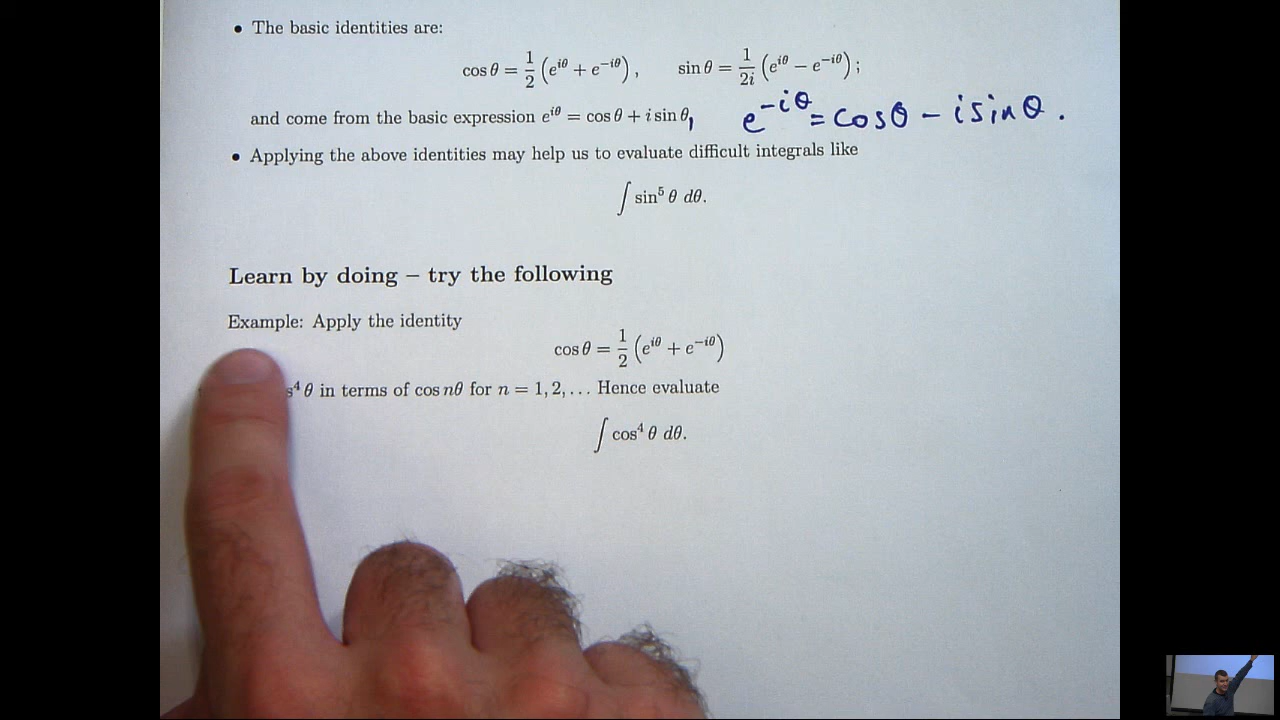 • The basic identities are:
cos θ = 1/2 (e^{iθ} + e^{−iθ}), sin θ = 1/2i (e^{iθ} − e^{−iθ});
and come from the basic expression e^{iθ} = cos θ + i sin θ, e^{−iθ} = cosθ − i sinθ.
• Applying the above identities may help us to evaluate difficult integrals like
∫ sin⁵ θ dθ.
Learn by doing – try the following
Example: Apply the identity
cos θ = 1/2 (e^{iθ} + e^{−iθ})
s⁴ θ in terms of cos nθ for n = 1, 2, … Hence evaluate
∫ cos⁴ θ dθ.